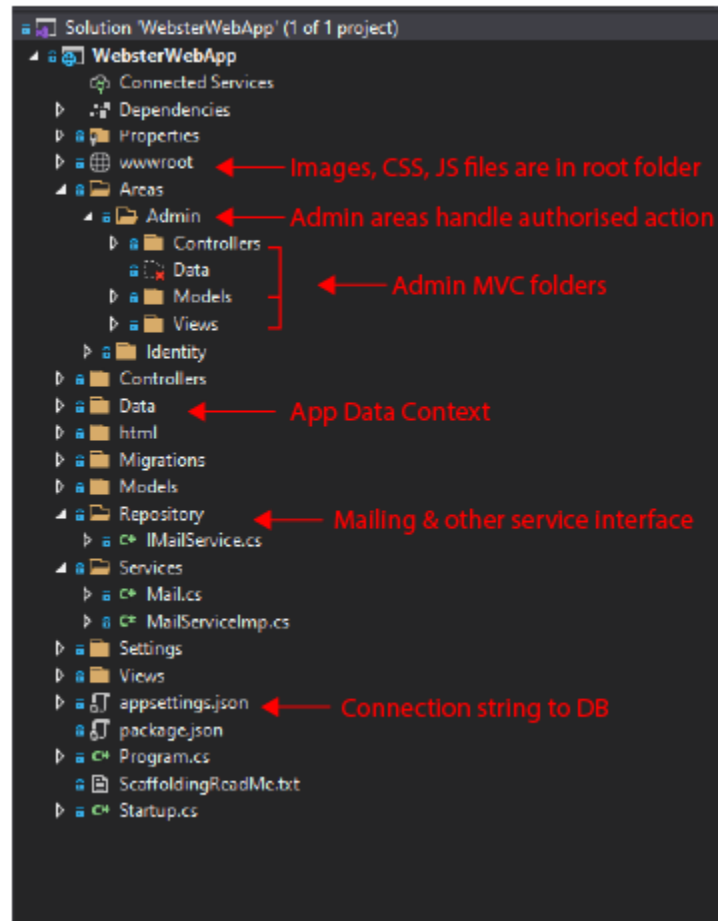 Solution 'WebsterWebApp' (1 of 1 project)
WebsterWebApp
Connected Services
Dependencies
Properties
wwwroot Images, CSS, JS files are in root folder
Areas
Admin Admin areas handle authorised action
Controllers
Data
Admin MVC folders
Models
Views
Identity
Controllers
Data App Data Context
html
Migrations
Models
Repository Mailing & other service interface
C# IMailService.cs
Services
C# Mail.cs
C# MailServiceImp.cs
Settings
Views
appsettings.json Connection string to DB
package.json
C# Program.cs
ScaffoldingReadMe.txt
C# Startup.cs